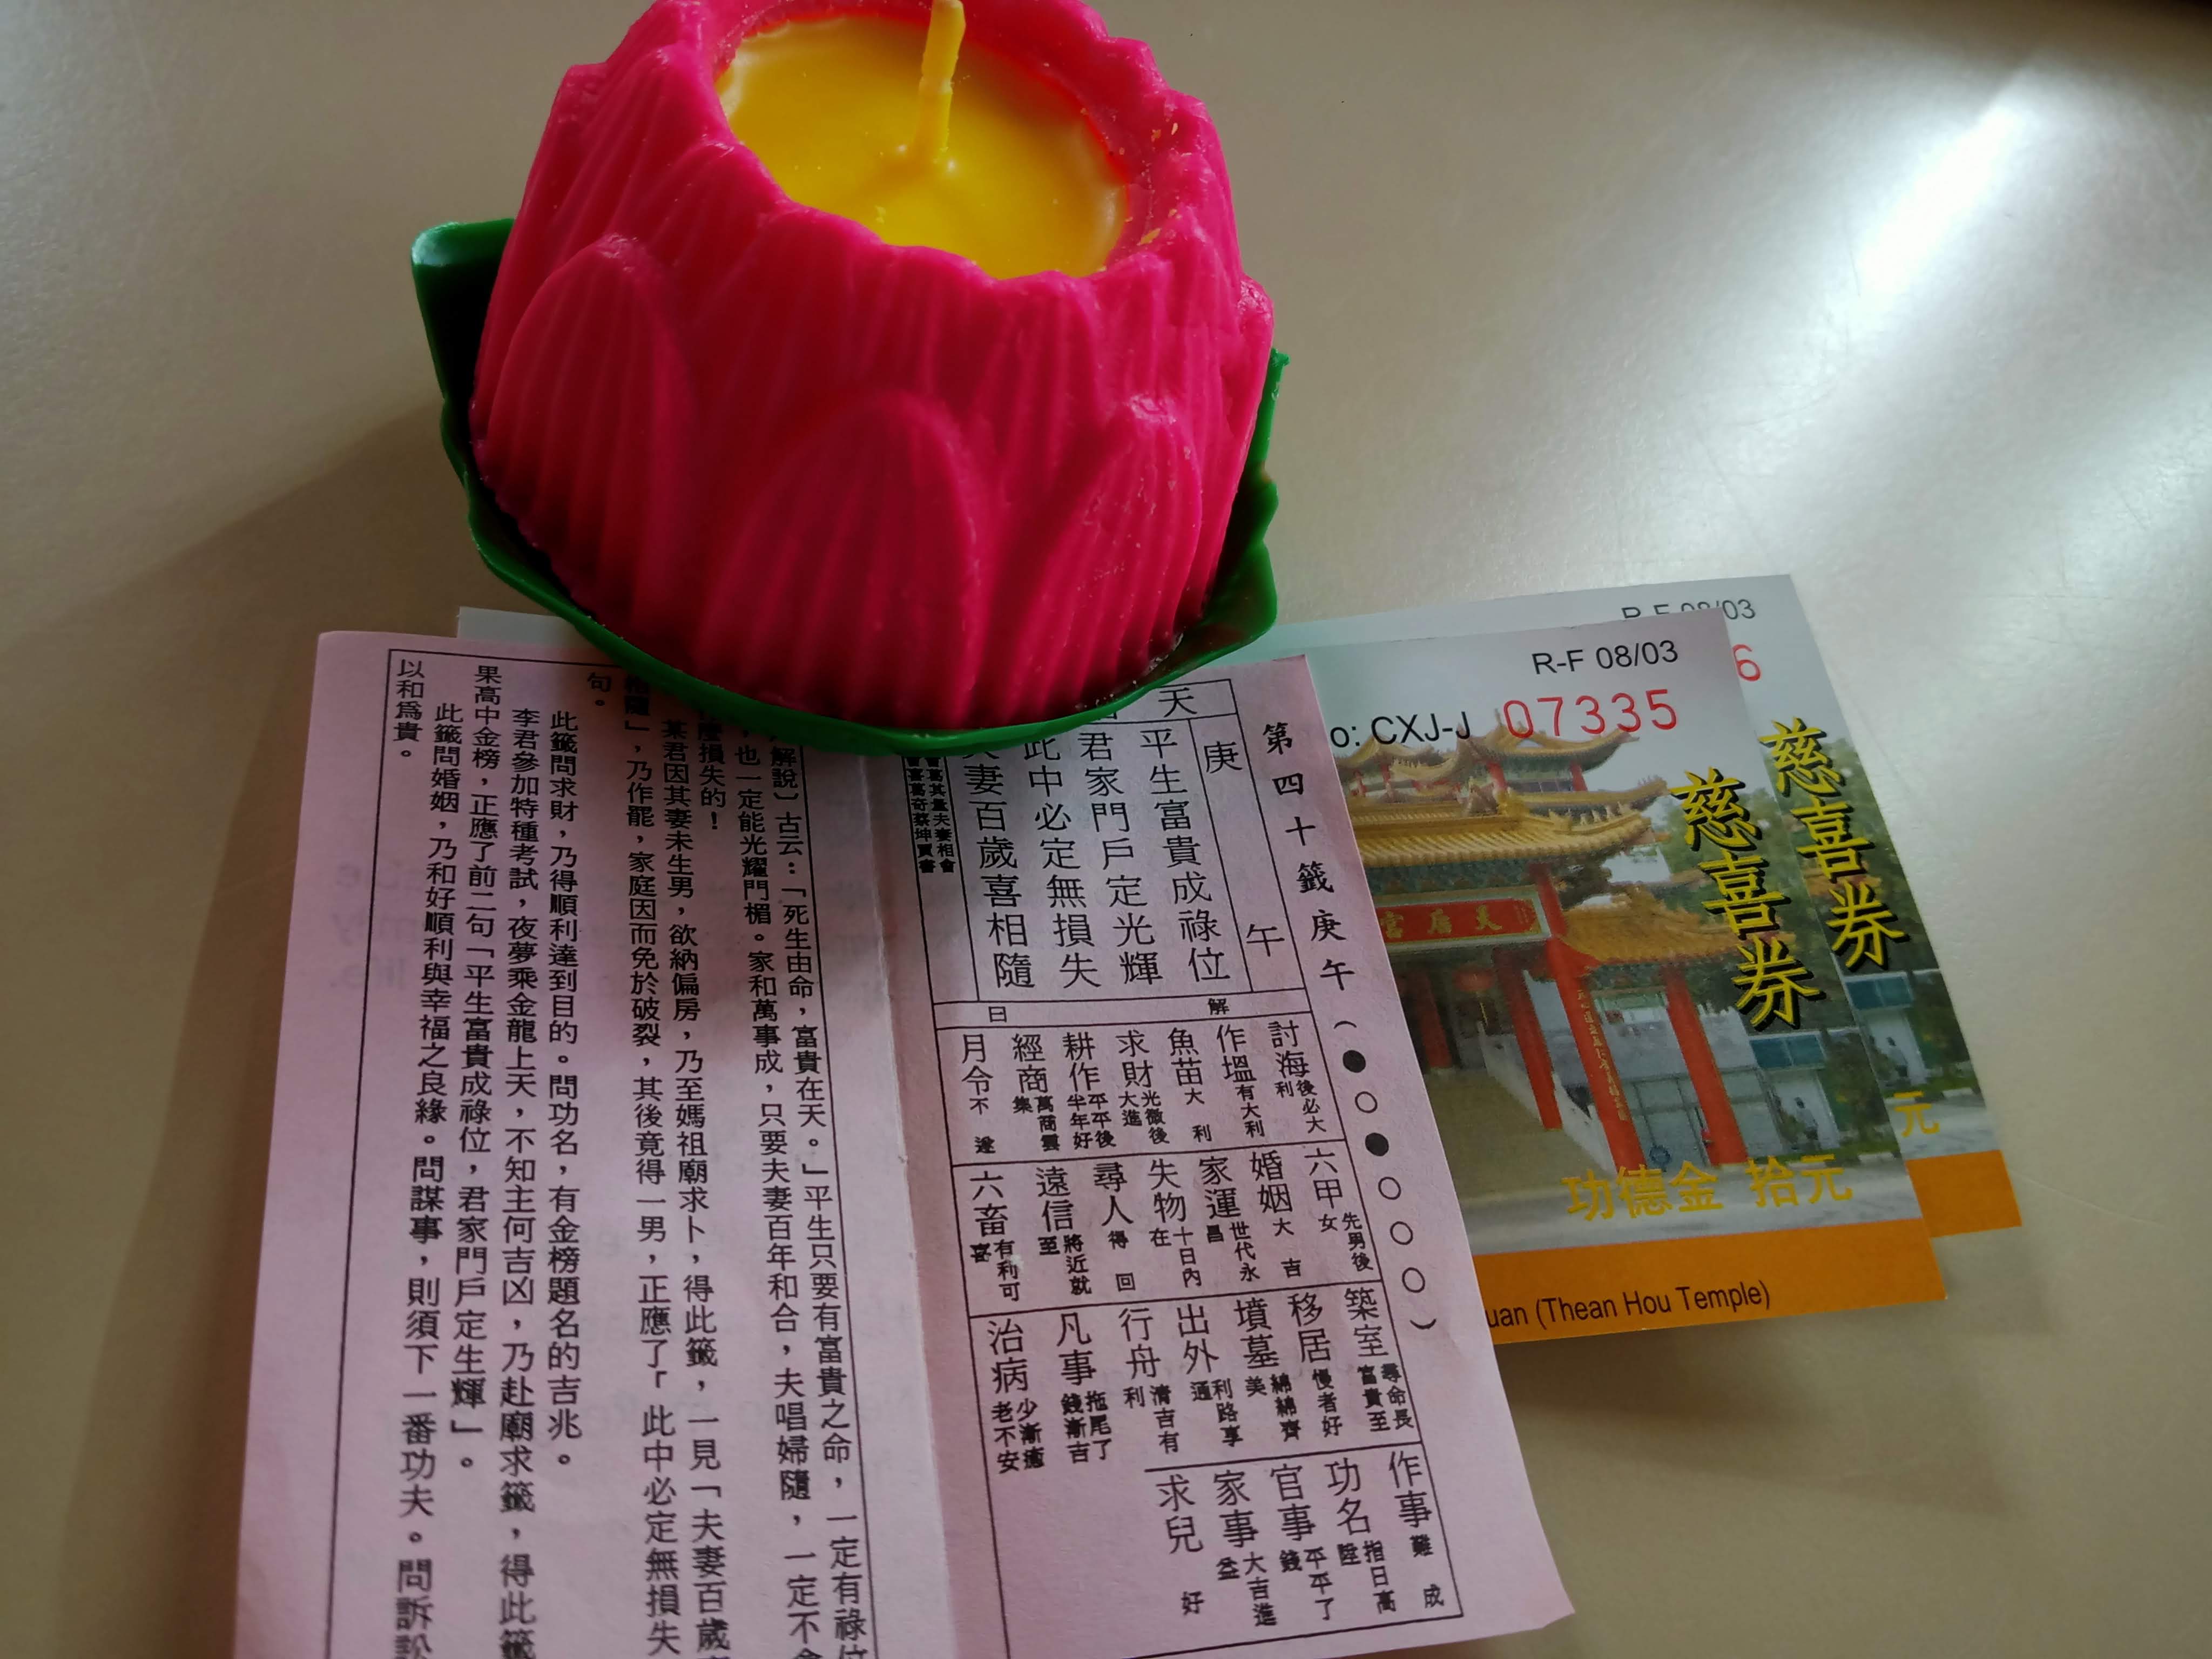 第四十籤庚午(●○●○○○)
天
庚午
平生富貴成祿位
君家門戶定光輝
此中必定無損失
夫妻百歲喜相隨
解曰
討海 後必大利
作塭 有大利
魚苗 大利
求財 光微後大進
耕作 平平後半年好
經商 萬商雲集
月令 不遂
六甲 先男後女
婚姻 大吉
家運 世代永昌
失物 十日內在
尋人 得回
遠信 將近就至
六畜 有利可喜
築室 尋命長富貴至
移居 慢者好
墳墓 綿綿齊美
出外 利路亨通
行舟 清吉有利
凡事 拖尾了錢漸吉
治病 少漸癒老不安
作事 難成
功名 指日高陞
官事 平平了錢
家事 大吉進益
求兒 好
解說〕古云:「死生由命,富貴在天。」平生只要有富貴之命,一定有祿位
,也一定能光耀門楣。家和萬事成,只要夫妻百年和合,夫唱婦隨,一定不會
麼損失的!
某君因其妻未生男,欲納偏房,乃至媽祖廟求卜,得此籤,一見「夫妻百歲
相隨」,乃作罷,家庭因而免於破裂,其後竟得一男,正應了「此中必定無損失
句。
此籤問求財,乃得順利達到目的。問功名,有金榜題名的吉兆。
李君參加特種考試,夜夢乘金龍上天,不知主何吉凶,乃赴廟求籤,得此籤
果高中金榜,正應了前二句「平生富貴成祿位,君家門戶定生輝」。
此籤問婚姻,乃和好順利與幸福之良緣。問謀事,則須下一番功夫。問訴訟
以和為貴。
R-F 08/03
o: CXJ-J 07335
慈喜券
天后宮
功德金 拾元
uan (Thean Hou Temple)
R-F 08/03
6
慈喜券
元